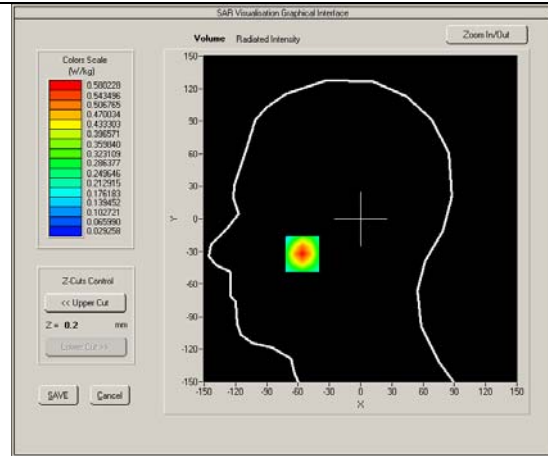 SAR Visualisation Graphical Interface
Volume Radiated Intensity
Zoom In/Out
Colors Scale
(W/kg)
0.580228
0.543496
0.506765
0.470034
0.433303
0.396571
0.359840
0.323109
0.286377
0.249646
0.212915
0.176183
0.139452
0.102721
0.065990
0.029258
Z-Cuts Control
<< Upper Cut
Z = 0.2 mm
Lower Cut >>
SAVE Cancel
150
120
90
60
30
0
-30
-60
-90
-120
-150
Y
-150 -120 -90 -60 -30 0 30 60 90 120 150
X